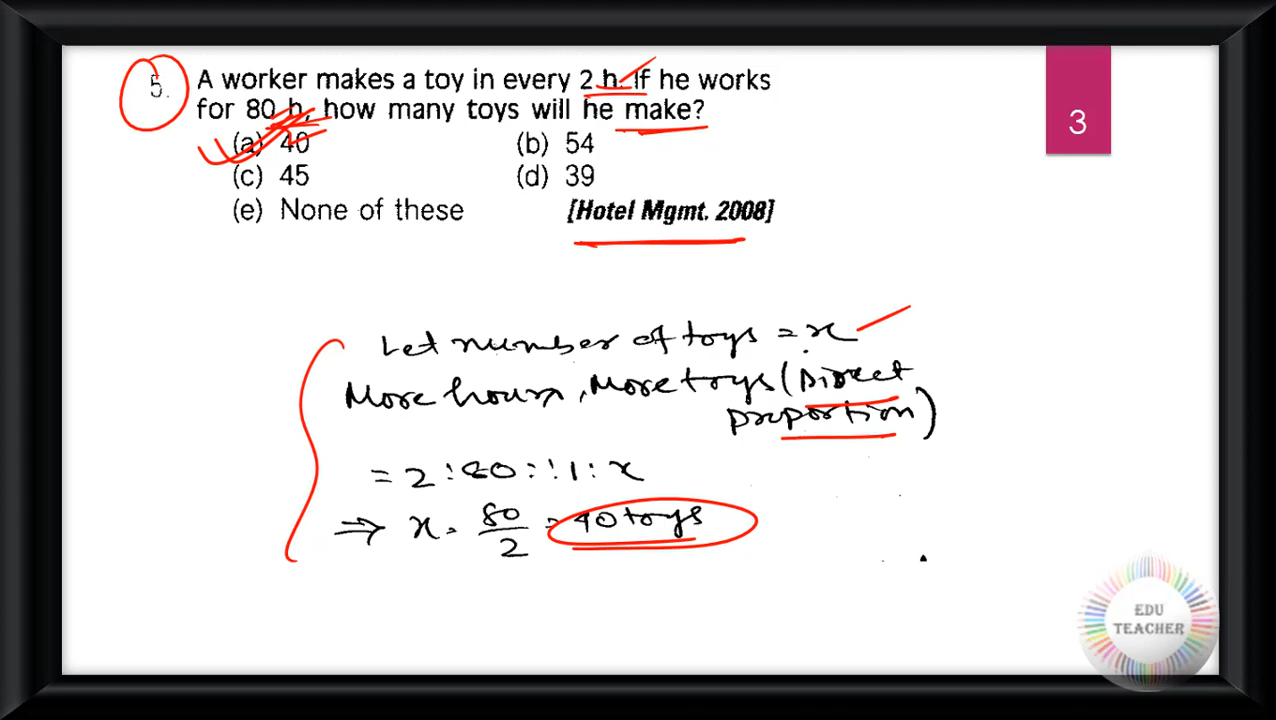 5. A worker makes a toy in every 2 h. If he works
for 80 h, how many toys will he make?
(a) 40 (b) 54
(c) 45 (d) 39
(e) None of these [Hotel Mgmt. 2008]
3
Let number of toys = x
More hours, More toys (Direct
proportion)
= 2 : 80 : : 1 : x
⇒ x = 80/2 = 40 toys
EDU
TEACHER